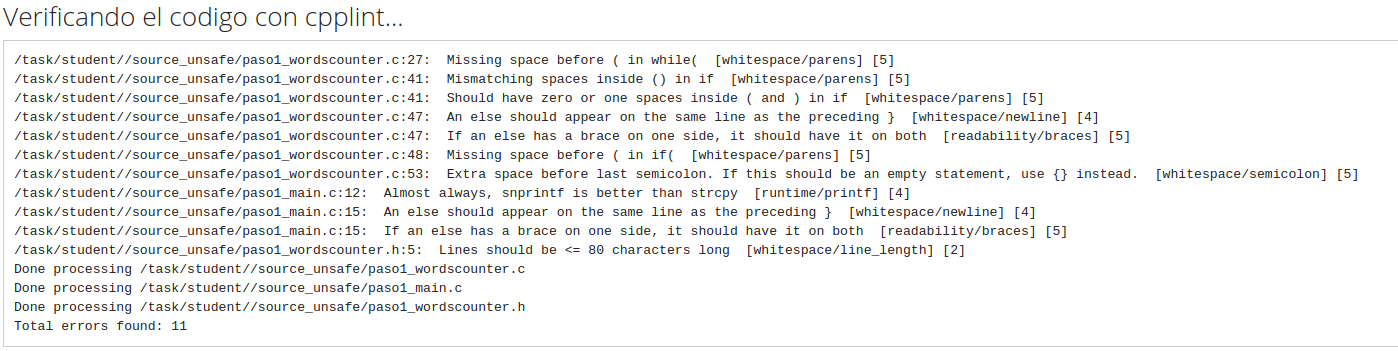 Verificando el codigo con cpplint...
/task/student//source_unsafe/paso1_wordscounter.c:27:  Missing space before ( in while(  [whitespace/parens] [5]
/task/student//source_unsafe/paso1_wordscounter.c:41:  Mismatching spaces inside () in if  [whitespace/parens] [5]
/task/student//source_unsafe/paso1_wordscounter.c:41:  Should have zero or one spaces inside ( and ) in if  [whitespace/parens] [5]
/task/student//source_unsafe/paso1_wordscounter.c:47:  An else should appear on the same line as the preceding }  [whitespace/newline] [4]
/task/student//source_unsafe/paso1_wordscounter.c:47:  If an else has a brace on one side, it should have it on both  [readability/braces] [5]
/task/student//source_unsafe/paso1_wordscounter.c:48:  Missing space before ( in if(  [whitespace/parens] [5]
/task/student//source_unsafe/paso1_wordscounter.c:53:  Extra space before last semicolon. If this should be an empty statement, use {} instead.  [whitespace/semicolon] [5]
/task/student//source_unsafe/paso1_main.c:12:  Almost always, snprintf is better than strcpy  [runtime/printf] [4]
/task/student//source_unsafe/paso1_main.c:15:  An else should appear on the same line as the preceding }  [whitespace/newline] [4]
/task/student//source_unsafe/paso1_main.c:15:  If an else has a brace on one side, it should have it on both  [readability/braces] [5]
/task/student//source_unsafe/paso1_wordscounter.h:5:  Lines should be <= 80 characters long  [whitespace/line_length] [2]
Done processing /task/student//source_unsafe/paso1_wordscounter.c
Done processing /task/student//source_unsafe/paso1_main.c
Done processing /task/student//source_unsafe/paso1_wordscounter.h
Total errors found: 11